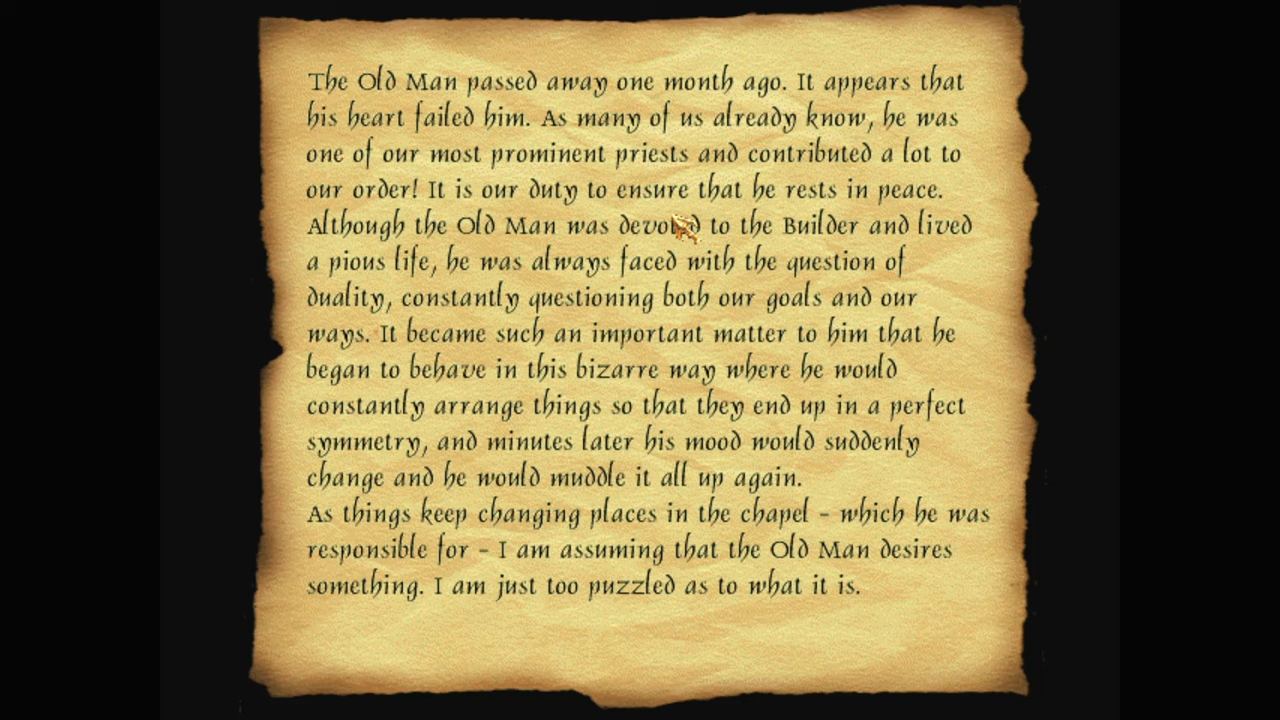 The Old Man passed away one month ago. It appears that
his heart failed him. As many of us already know, he was
one of our most prominent priests and contributed a lot to
our order! It is our duty to ensure that he rests in peace.
Although the Old Man was devoted to the Builder and lived
a pious life, he was always faced with the question of
duality, constantly questioning both our goals and our
ways. It became such an important matter to him that he
began to behave in this bizarre way where he would
constantly arrange things so that they end up in a perfect
symmetry, and minutes later his mood would suddenly
change and he would muddle it all up again.
As things keep changing places in the chapel - which he was
responsible for - I am assuming that the Old Man desires
something. I am just too puzzled as to what it is.